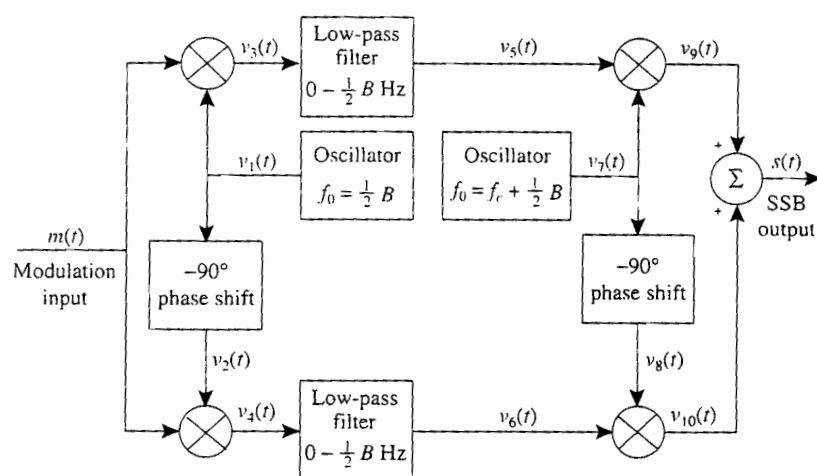 v₃(t)
Low-pass
filter
0 – ½ B Hz
v₅(t)
v₉(t)
v₁(t)
Oscillator
f₀ = ½ B
Oscillator
f₀ = f_c + ½ B
v₇(t)
+
Σ
+
s(t)
SSB
output
m(t)
Modulation
input
–90°
phase shift
–90°
phase shift
v₂(t)
v₈(t)
v₄(t)
Low-pass
filter
0 – ½ B Hz
v₆(t)
v₁₀(t)